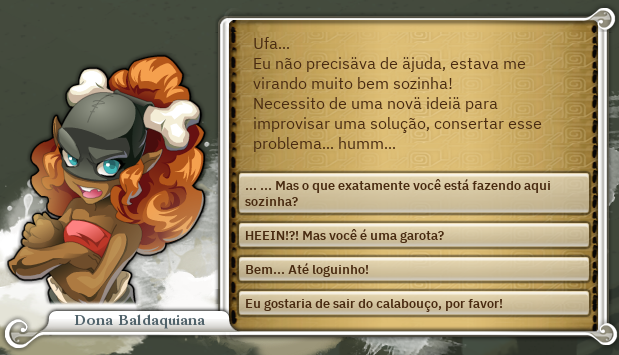 Ufa...
Eu não precisäva de äjuda, estava me
virando muito bem sozinha!
Necessito de uma novä ideiä para
improvisar uma solução, consertar esse
problema... humm...
... ... Mas o que exatamente você está fazendo aqui
sozinha?
HEEIN!?! Mas você é uma garota?
Bem... Até loguinho!
Eu gostaria de sair do calabouço, por favor!
Dona Baldaquiana